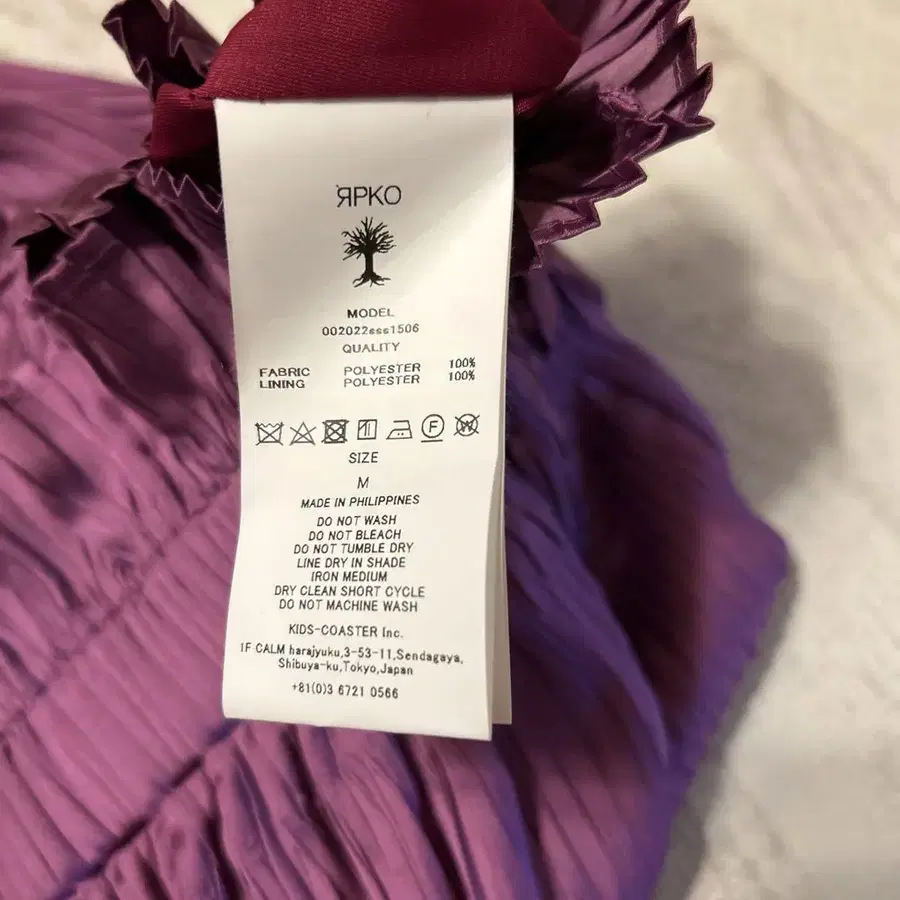 ЯPKO
MODEL
002022sss1506
QUALITY
FABRIC POLYESTER 100%
LINING POLYESTER 100%
F W
SIZE
M
MADE IN PHILIPPINES
DO NOT WASH
DO NOT BLEACH
DO NOT TUMBLE DRY
LINE DRY IN SHADE
IRON MEDIUM
DRY CLEAN SHORT CYCLE
DO NOT MACHINE WASH
KIDS-COASTER Inc.
1F CALM harajyuku,3-53-11,Sendagaya,
Shibuya-ku,Tokyo,Japan
+81(0)3 6721 0566